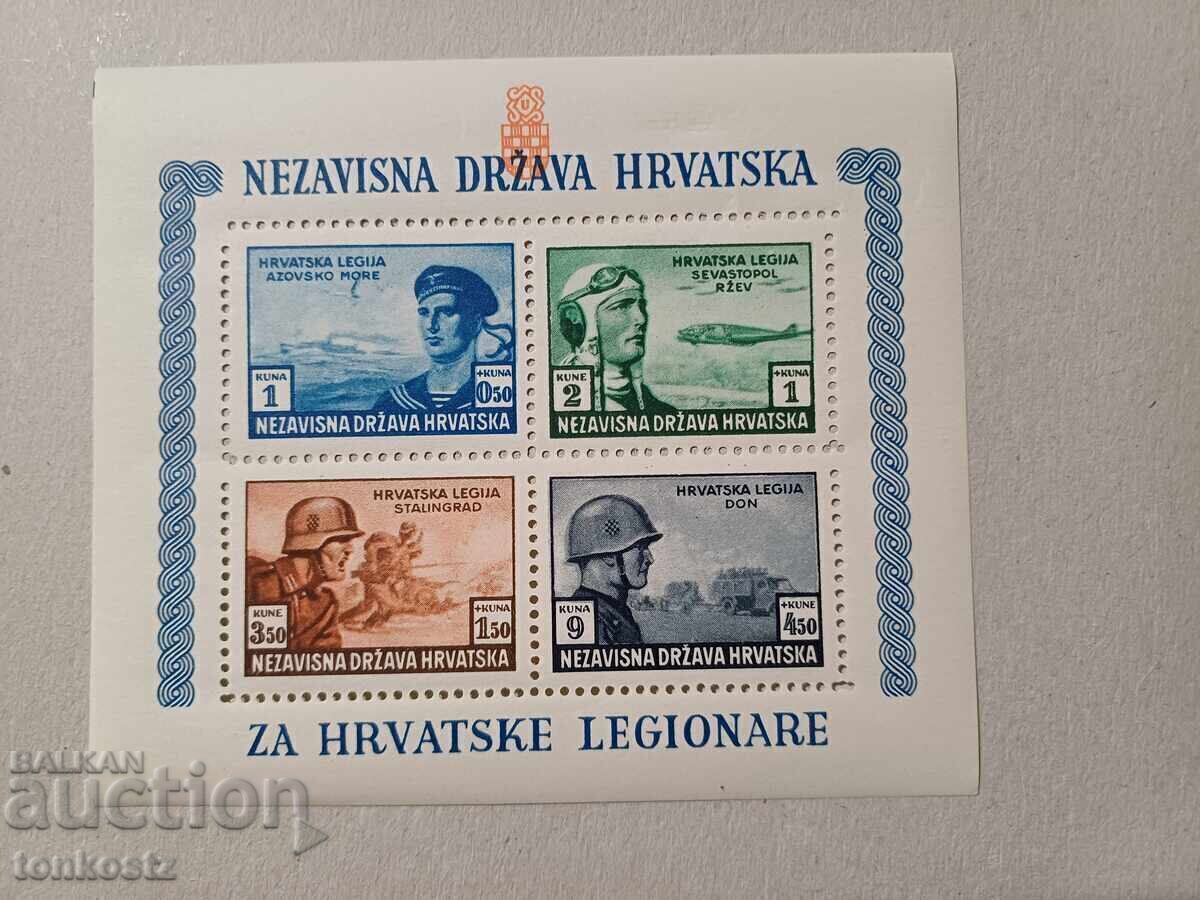 U
NEZAVISNA DRŽAVA HRVATSKA
HRVATSKA LEGIJA
AZOVSKO MORE
KUNA
1
+KUNA
0.50
NEZAVISNA DRŽAVA HRVATSKA
HRVATSKA LEGIJA
SEVASTOPOL
RŽEV
KUNE
2
+KUNA
1
NEZAVISNA DRŽAVA HRVATSKA
HRVATSKA LEGIJA
STALINGRAD
KUNE
3.50
+KUNA
1.50
NEZAVISNA DRŽAVA HRVATSKA
HRVATSKA LEGIJA
DON
KUNA
9
+KUNE
4.50
NEZAVISNA DRŽAVA HRVATSKA
ZA HRVATSKE LEGIONARE
BALKAN
auction
tonkostz